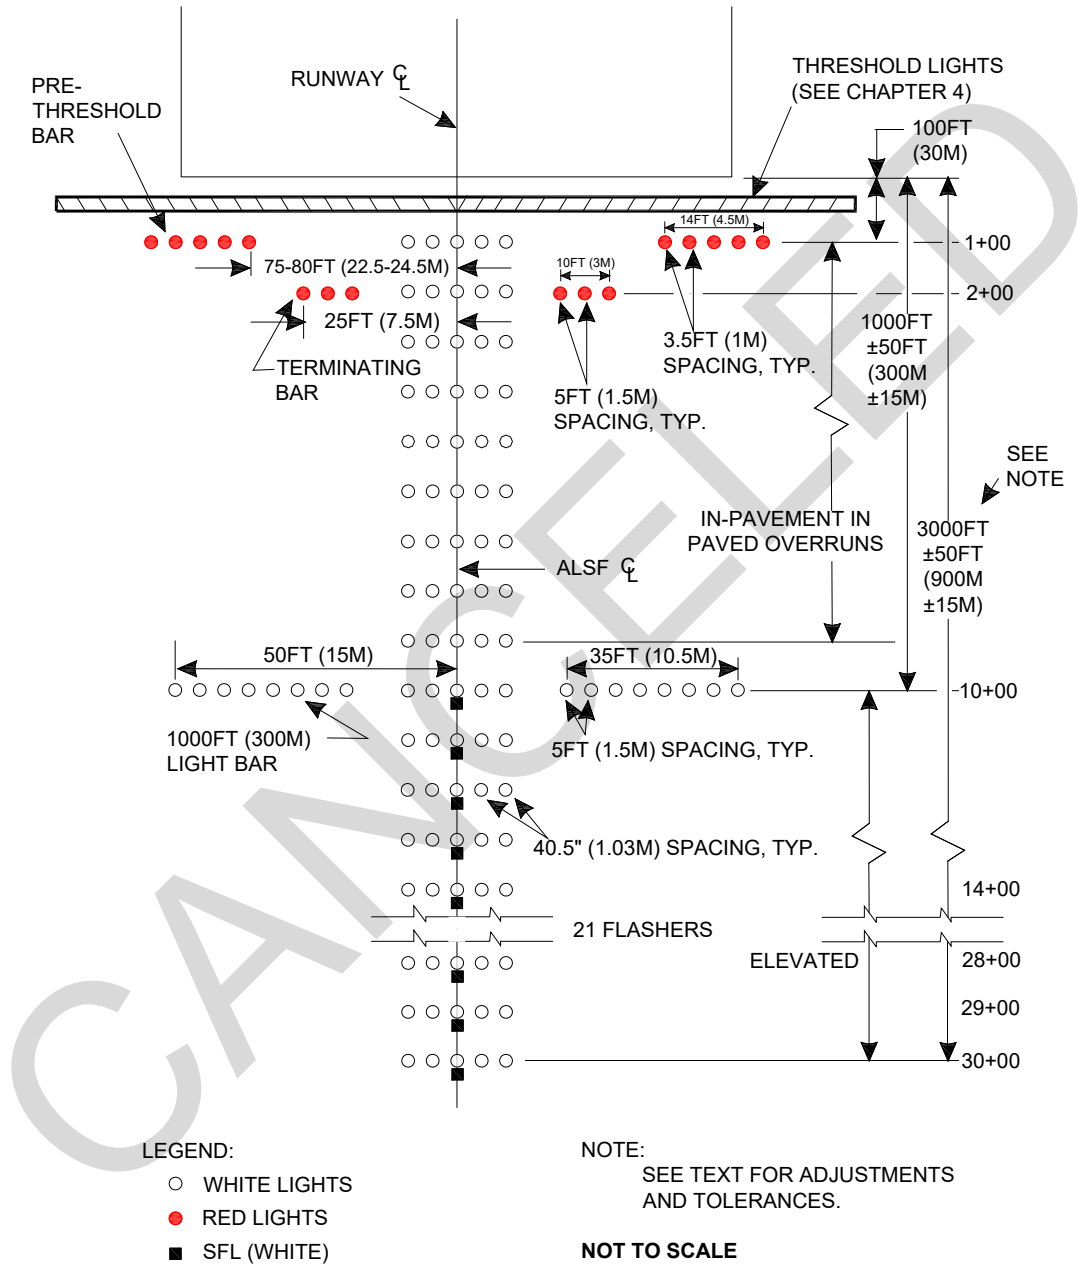 RUNWAY ℄
THRESHOLD LIGHTS
(SEE CHAPTER 4)
PRE-
THRESHOLD
BAR
100FT
(30M)
14FT (4.5M)
1+00
75-80FT (22.5-24.5M)
10FT (3M)
2+00
25FT (7.5M)
1000FT
±50FT
(300M
±15M)
3.5FT (1M)
SPACING, TYP.
TERMINATING
BAR
5FT (1.5M)
SPACING, TYP.
SEE
NOTE
IN-PAVEMENT IN
PAVED OVERRUNS
3000FT
±50FT
(900M
±15M)
ALSF ℄
50FT (15M)
35FT (10.5M)
10+00
1000FT (300M)
LIGHT BAR
5FT (1.5M) SPACING, TYP.
40.5" (1.03M) SPACING, TYP.
14+00
21 FLASHERS
ELEVATED
28+00
29+00
30+00
CANCELED
LEGEND:
WHITE LIGHTS
RED LIGHTS
SFL (WHITE)
NOTE:
SEE TEXT FOR ADJUSTMENTS
AND TOLERANCES.
NOT TO SCALE